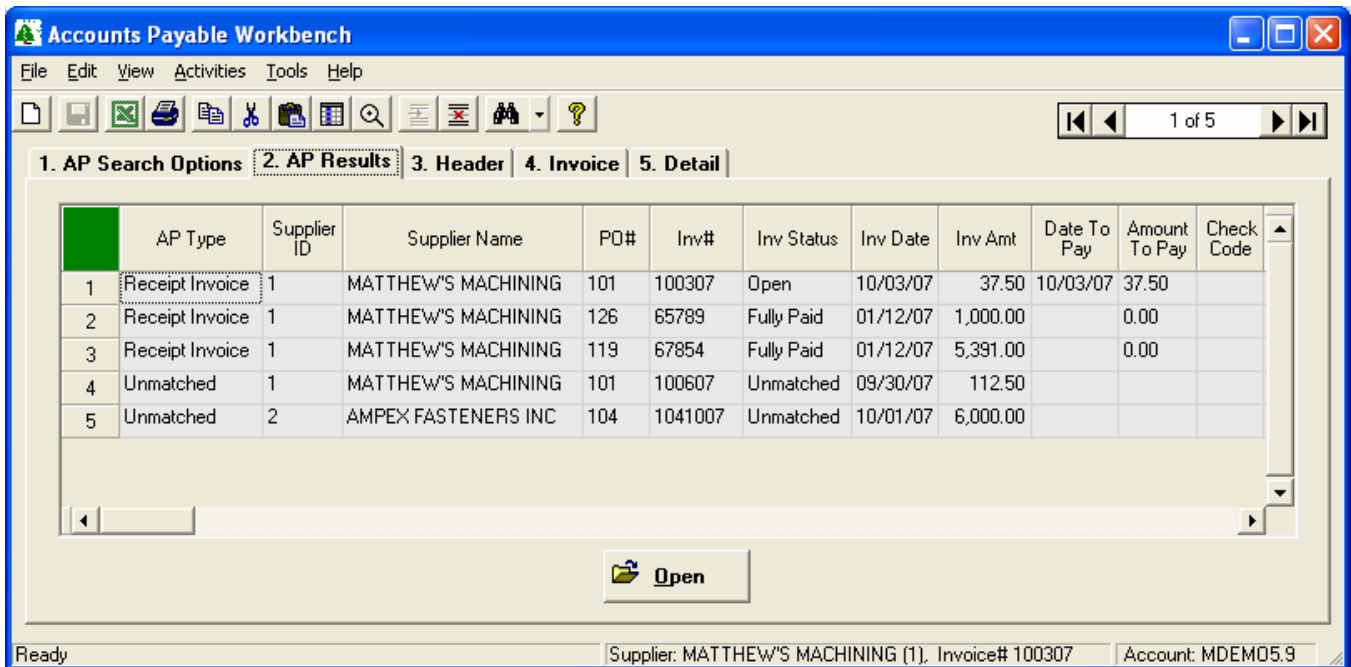 Accounts Payable Workbench
File Edit View Activities Tools Help
1 of 5
1. AP Search Options 2. AP Results 3. Header 4. Invoice 5. Detail
AP Type Supplier ID Supplier Name PO# Inv# Inv Status Inv Date Inv Amt Date To Pay Amount To Pay Check Code
1 Receipt Invoice 1 MATTHEW'S MACHINING 101 100307 Open 10/03/07 37.50 10/03/07 37.50
2 Receipt Invoice 1 MATTHEW'S MACHINING 126 65789 Fully Paid 01/12/07 1,000.00 0.00
3 Receipt Invoice 1 MATTHEW'S MACHINING 119 67854 Fully Paid 01/12/07 5,391.00 0.00
4 Unmatched 1 MATTHEW'S MACHINING 101 100607 Unmatched 09/30/07 112.50
5 Unmatched 2 AMPEX FASTENERS INC 104 1041007 Unmatched 10/01/07 6,000.00
Open
Ready Supplier: MATTHEW'S MACHINING (1), Invoice# 100307 Account: MDEMO5.9